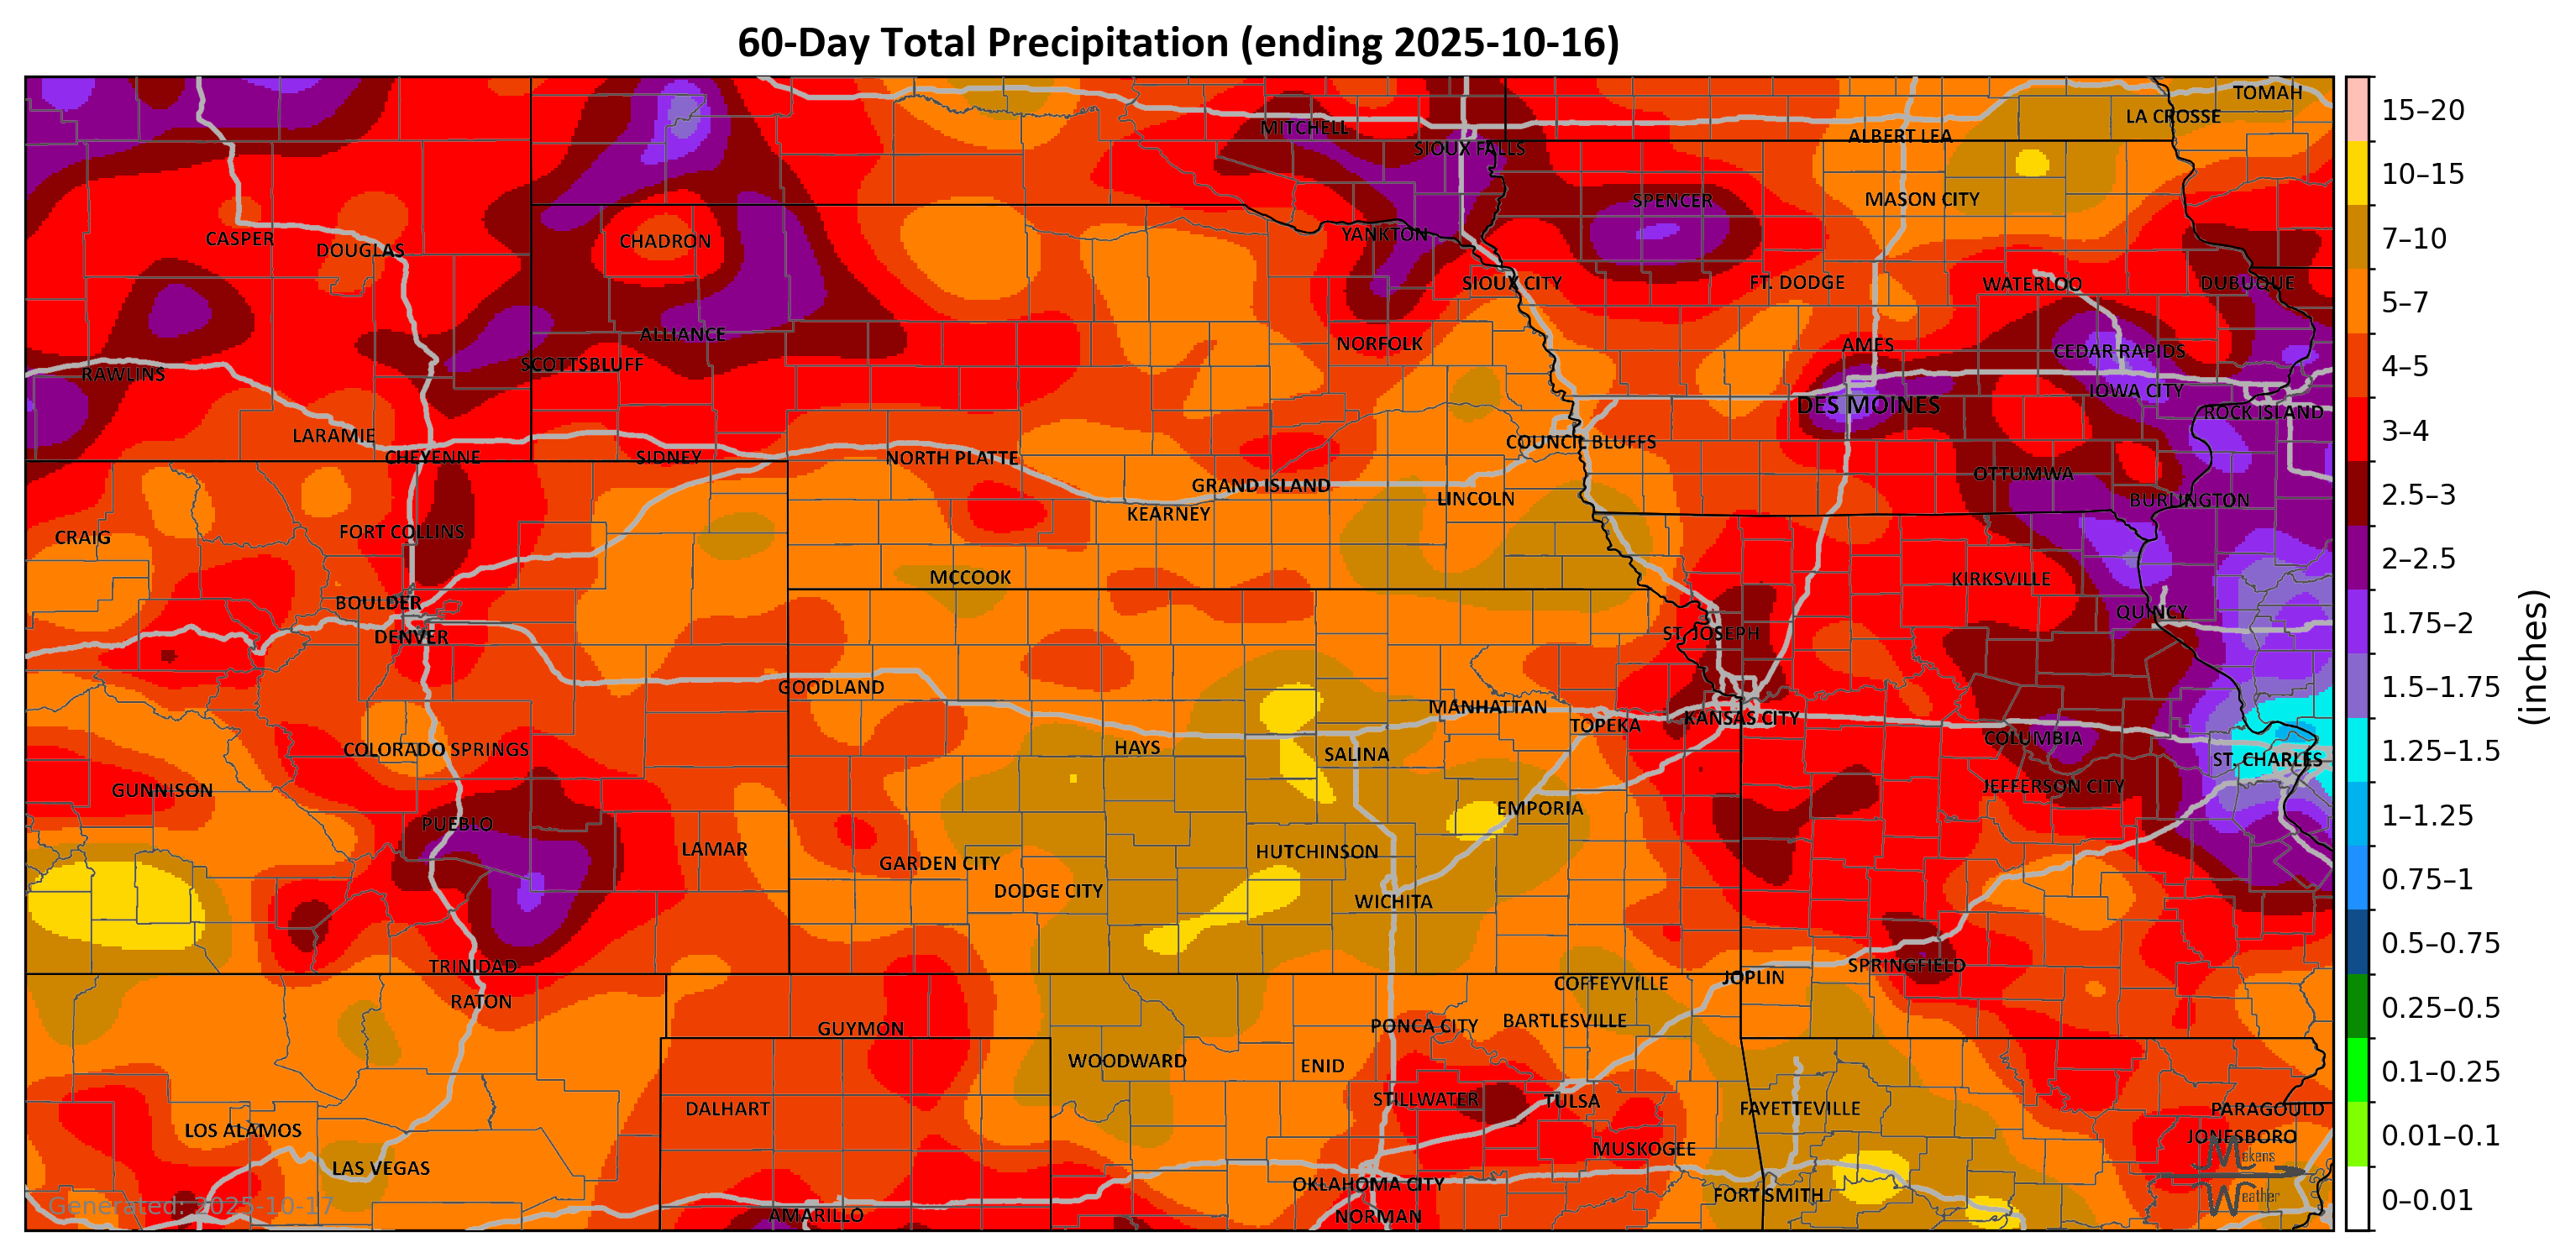 60-Day Total Precipitation (ending 2025-10-16)
TOMAH
LA CROSSE
MITCHELL
ALBERT LEA
SIOUX FALLS
SPENCER
MASON CITY
YANKTON
CASPER
CHADRON
DOUGLAS
SIOUX CITY
FT. DODGE
WATERLOO
DUBUQUE
ALLIANCE
NORFOLK
AMES
CEDAR RAPIDS
SCOTTSBLUFF
RAWLINS
IOWA CITY
DES MOINES
ROCK ISLAND
LARAMIE
COUNCIL BLUFFS
CHEYENNE
SIDNEY
NORTH PLATTE
OTTUMWA
GRAND ISLAND
LINCOLN
BURLINGTON
KEARNEY
FORT COLLINS
CRAIG
MCCOOK
KIRKSVILLE
BOULDER
QUINCY
DENVER
ST. JOSEPH
GOODLAND
MANHATTAN
TOPEKA
KANSAS CITY
COLUMBIA
COLORADO SPRINGS
HAYS
SALINA
ST. CHARLES
GUNNISON
JEFFERSON CITY
EMPORIA
PUEBLO
LAMAR
HUTCHINSON
GARDEN CITY
DODGE CITY
WICHITA
TRINIDAD
SPRINGFIELD
JOPLIN
COFFEYVILLE
RATON
GUYMON
PONCA CITY
BARTLESVILLE
WOODWARD
ENID
STILLWATER
TULSA
DALHART
FAYETTEVILLE
PARAGOULD
LOS ALAMOS
JONESBORO
MUSKOGEE
LAS VEGAS
OKLAHOMA CITY
FORT SMITH
AMARILLO
NORMAN
Generated: 2025-10-17
Makens
Weather
15–20
10–15
7–10
5–7
4–5
3–4
2.5–3
2–2.5
1.75–2
1.5–1.75
1.25–1.5
1–1.25
0.75–1
0.5–0.75
0.25–0.5
0.1–0.25
0.01–0.1
0–0.01
(inches)